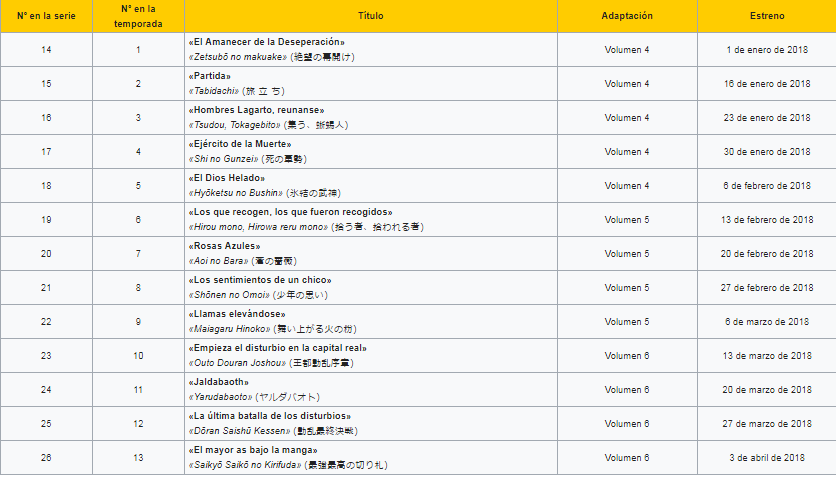 Nº en la serie Nº en la temporada Título Adaptación Estreno
14 1 «El Amanecer de la Deseperación» Volumen 4 1 de enero de 2018
«Zetsubō no makuake» (絶望の幕開け)
15 2 «Partida» Volumen 4 16 de enero de 2018
«Tabidachi» (旅 立 ち)
16 3 «Hombres Lagarto, reunanse» Volumen 4 23 de enero de 2018
«Tsudou, Tokagebito» (集う、蜥蜴人)
17 4 «Ejército de la Muerte» Volumen 4 30 de enero de 2018
«Shi no Gunzei» (死の軍勢)
18 5 «El Dios Helado» Volumen 4 6 de febrero de 2018
«Hyōketsu no Bushin» (氷結の武神)
19 6 «Los que recogen, los que fueron recogidos» Volumen 5 13 de febrero de 2018
«Hirou mono, Hirowa reru mono» (拾う者、拾われる者)
20 7 «Rosas Azules» Volumen 5 20 de febrero de 2018
«Aoi no Bara» (蒼の薔薇)
21 8 «Los sentimientos de un chico» Volumen 5 27 de febrero de 2018
«Shōnen no Omoi» (少年の思い)
22 9 «Llamas elevándose» Volumen 5 6 de marzo de 2018
«Maiagaru Hinoko» (舞い上がる火の粉)
23 10 «Empieza el disturbio en la capital real» Volumen 6 13 de marzo de 2018
«Outo Douran Joshou» (王都動乱序章)
24 11 «Jaldabaoth» Volumen 6 20 de marzo de 2018
«Yarudabaoto» (ヤルダバオト)
25 12 «La última batalla de los disturbios» Volumen 6 27 de marzo de 2018
«Dōran Saishū Kessen» (動乱最終決戦)
26 13 «El mayor as bajo la manga» Volumen 6 3 de abril de 2018
«Saikyō Saikō no Kirifuda» (最強最高の切り札)